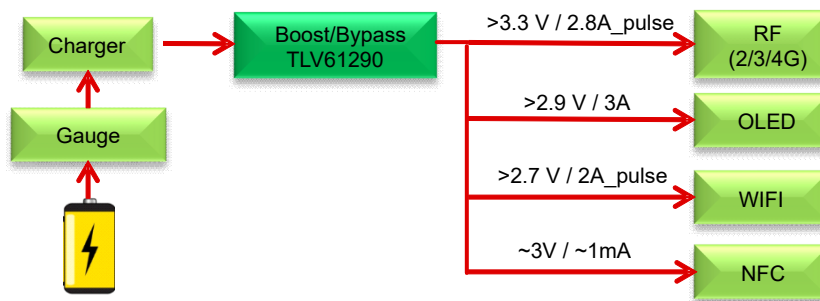 Charger
Boost/Bypass
TLV61290
>3.3 V / 2.8A_pulse
RF
(2/3/4G)
>2.9 V / 3A
OLED
Gauge
>2.7 V / 2A_pulse
WIFI
~3V / ~1mA
NFC